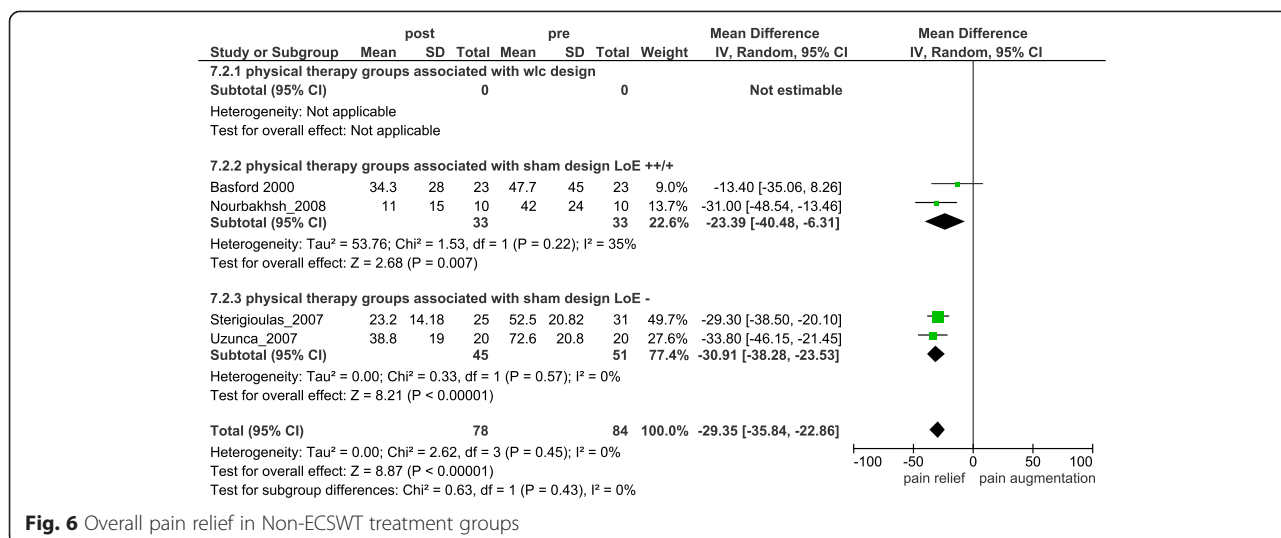 post pre Mean Difference Mean Difference
Study or Subgroup Mean SD Total Mean SD Total Weight IV, Random, 95% CI IV, Random, 95% CI
7.2.1 physical therapy groups associated with wlc design
Subtotal (95% CI) 0 0 Not estimable
Heterogeneity: Not applicable
Test for overall effect: Not applicable
7.2.2 physical therapy groups associated with sham design LoE ++/+
Basford 2000 34.3 28 23 47.7 45 23 9.0% -13.40 [-35.06, 8.26]
Nourbakhsh_2008 11 15 10 42 24 10 13.7% -31.00 [-48.54, -13.46]
Subtotal (95% CI) 33 33 22.6% -23.39 [-40.48, -6.31]
Heterogeneity: Tau² = 53.76; Chi² = 1.53, df = 1 (P = 0.22); I² = 35%
Test for overall effect: Z = 2.68 (P = 0.007)
7.2.3 physical therapy groups associated with sham design LoE -
Sterigioulas_2007 23.2 14.18 25 52.5 20.82 31 49.7% -29.30 [-38.50, -20.10]
Uzunca_2007 38.8 19 20 72.6 20.8 20 27.6% -33.80 [-46.15, -21.45]
Subtotal (95% CI) 45 51 77.4% -30.91 [-38.28, -23.53]
Heterogeneity: Tau² = 0.00; Chi² = 0.33, df = 1 (P = 0.57); I² = 0%
Test for overall effect: Z = 8.21 (P < 0.00001)
Total (95% CI) 78 84 100.0% -29.35 [-35.84, -22.86]
Heterogeneity: Tau² = 0.00; Chi² = 2.62, df = 3 (P = 0.45); I² = 0%
Test for overall effect: Z = 8.87 (P < 0.00001)
Test for subgroup differences: Chi² = 0.63, df = 1 (P = 0.43), I² = 0%
-100 -50 0 50 100
pain relief pain augmentation
Fig. 6 Overall pain relief in Non-ECSWT treatment groups